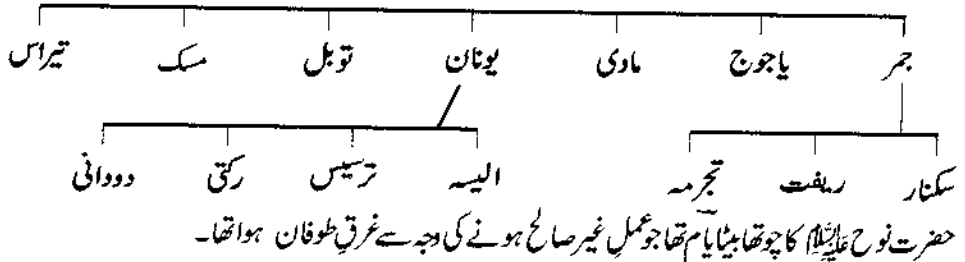 جمر یاجوج مادی یونان توبل مسک تیراس
سکنار ریفت تجرمہ الیسہ ترسیس رکتی دودانی
حضرت نوح علیہ السلام کا چوتھا بیٹا یام تھا جو عملِ غیر صالح ہونے کی وجہ سے غرقِ طوفان ہوا تھا۔